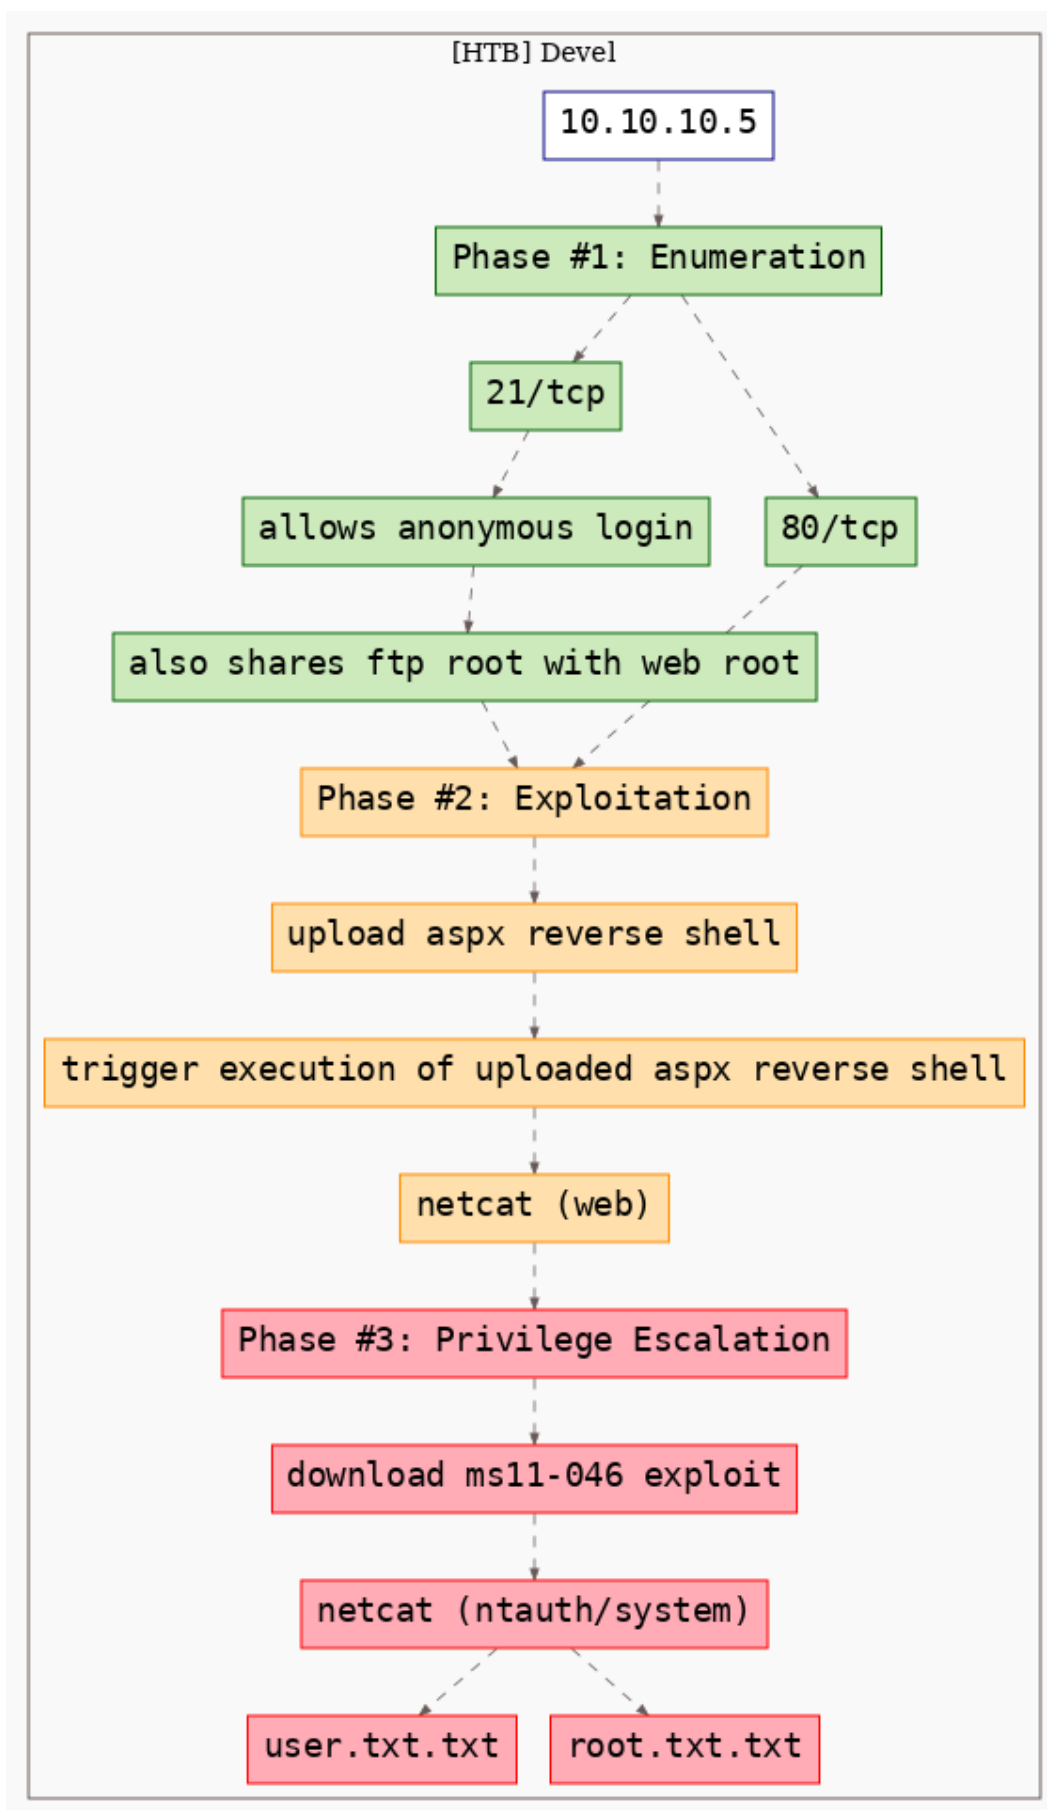 [HTB] Devel
10.10.10.5
Phase #1: Enumeration
21/tcp
allows anonymous login
80/tcp
also shares ftp root with web root
Phase #2: Exploitation
upload aspx reverse shell
trigger execution of uploaded aspx reverse shell
netcat (web)
Phase #3: Privilege Escalation
download ms11-046 exploit
netcat (ntauth/system)
user.txt.txt
root.txt.txt